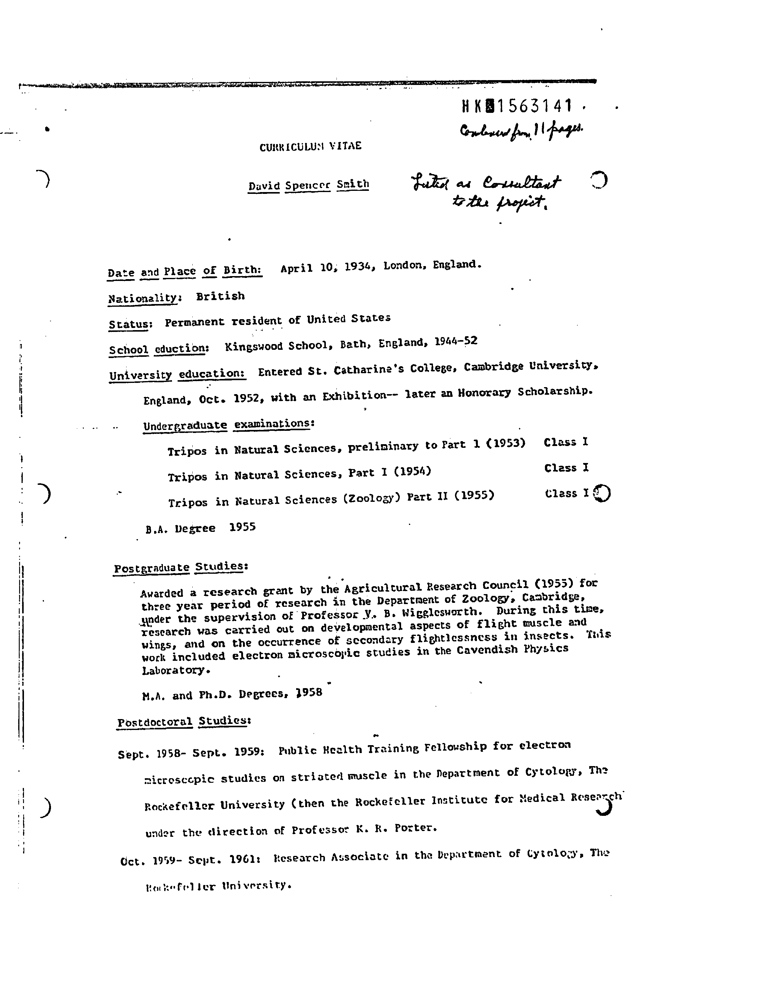 HK01563141.
11 pages.
CURRICULUM VITAE
David Spencer Smith
Listed as Consultant
to the project.
Date and Place of Birth: April 10, 1934, London, England.
Nationality: British
Status: Permanent resident of United States
School eduction: Kingswood School, Bath, England, 1944-52
University education: Entered St. Catharine's College, Cambridge University,
England, Oct. 1952, with an Exhibition-- later an Honorary Scholarship.
Undergraduate examinations:
Tripos in Natural Sciences, preliminary to Part 1 (1953) Class I
Tripos in Natural Sciences, Part I (1954) Class I
Tripos in Natural Sciences (Zoology) Part II (1955) Class I
B.A. Degree 1955
Postgraduate Studies:
Awarded a research grant by the Agricultural Research Council (1955) for
three year period of research in the Department of Zoology, Cambridge,
under the supervision of Professor V. B. Wigglesworth. During this time,
research was carried out on developmental aspects of flight muscle and
wings, and on the occurrence of secondary flightlessness in insects. This
work included electron microscopic studies in the Cavendish Physics
Laboratory.
M.A. and Ph.D. Degrees, 1958
Postdoctoral Studies:
Sept. 1958- Sept. 1959: Public Health Training Fellowship for electron
microscopic studies on striated muscle in the Department of Cytology, The
Rockefeller University (then the Rockefeller Institute for Medical Research
under the direction of Professor K. R. Porter.
Oct. 1959- Sept. 1961: Research Associate in the Department of Cytology, The
Rockefeller University.